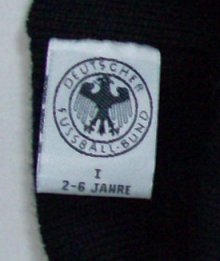 DEUTSCHER
FUSSBALL-BUND
I
2-6 JAHRE